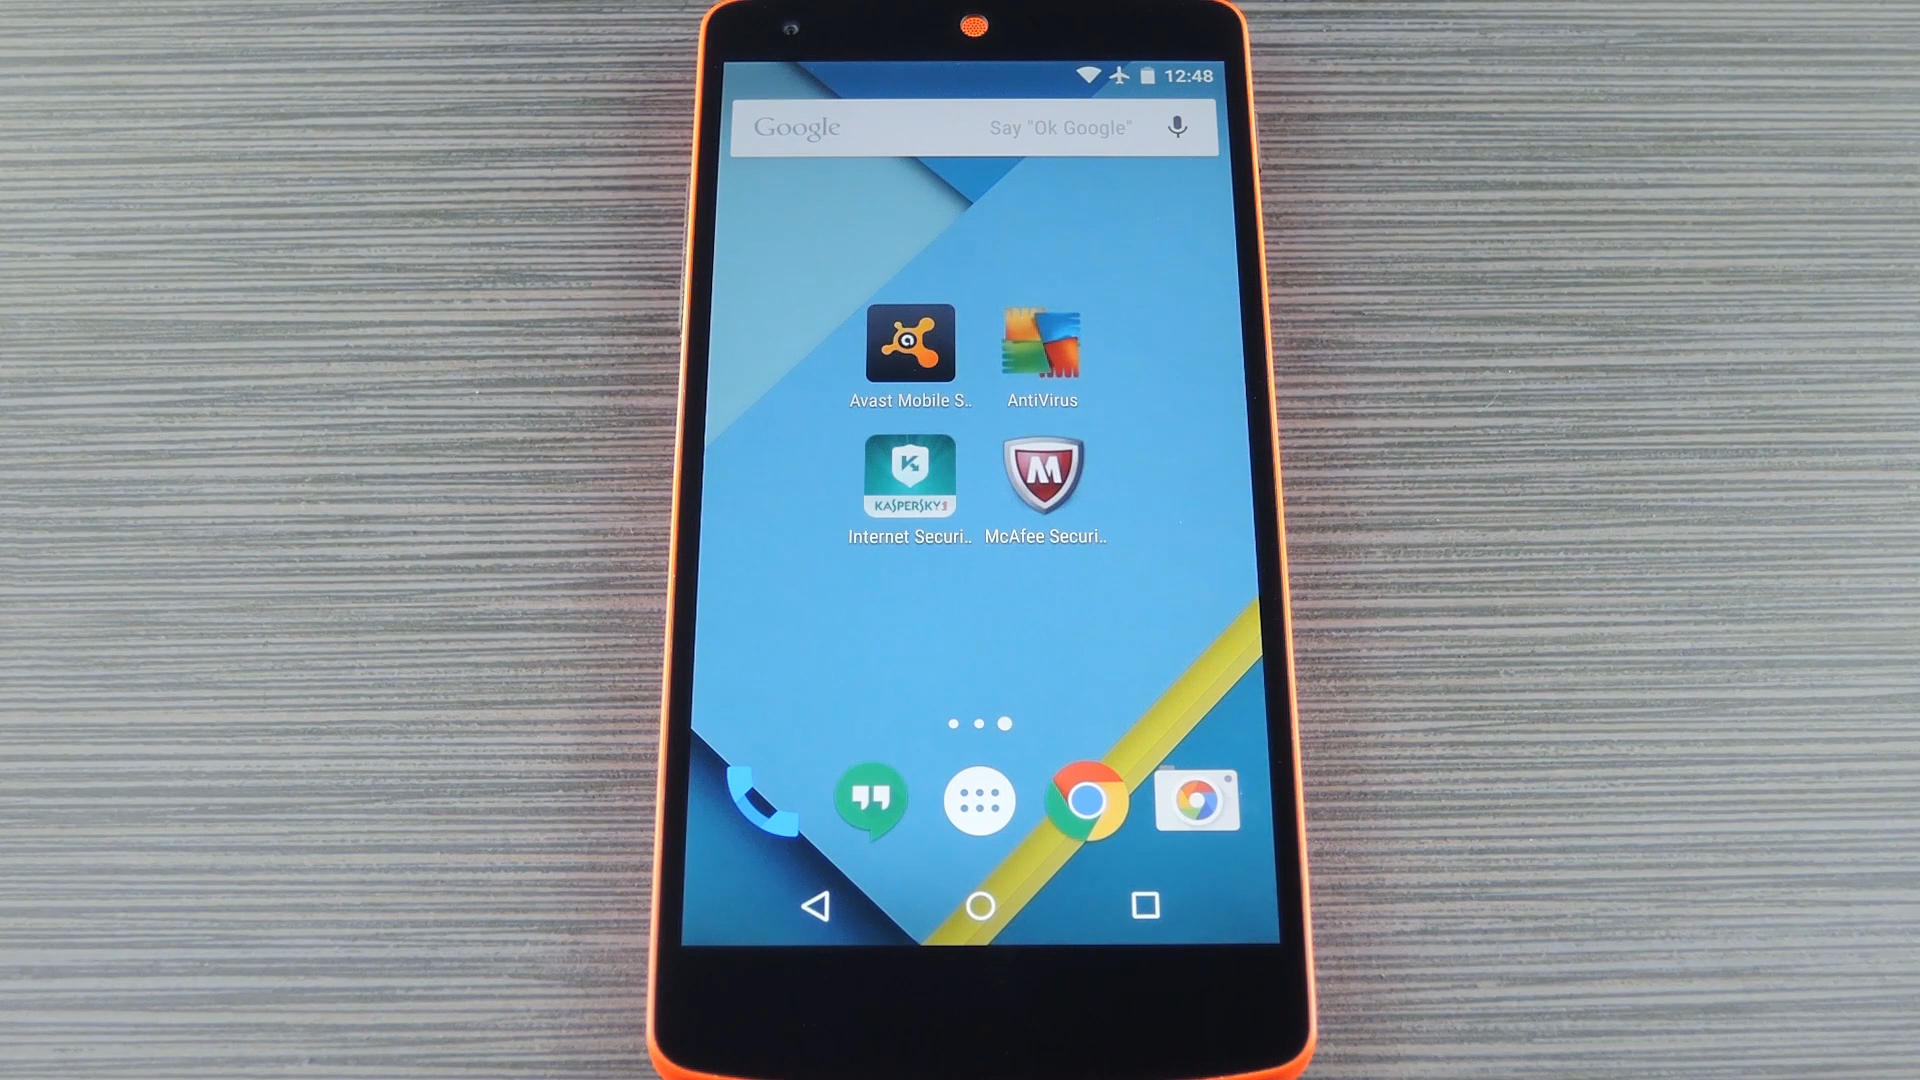 12:48
Google Say "Ok Google"
Avast Mobile S.. AntiVirus
KASPERSKY
Internet Securi.. McAfee Securi..